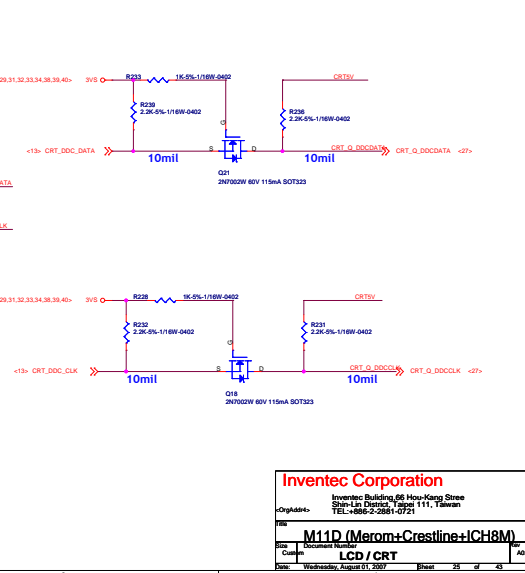 R233
1K-5%-1/16W-0402
29,31,32,33,34,38,39,40>
3VS
CRT5V
R239
2.2K-5%-1/16W-0402
R236
2.2K-5%-1/16W-0402
G
<13> CRT_DDC_DATA
S
D
CRT_Q_DDCDATA
CRT_Q_DDCDATA <27>
10mil
10mil
Q21
2N7002W 60V 115mA SOT323
ATA
LK
29,31,32,33,34,38,39,40>
3VS
R228
1K-5%-1/16W-0402
CRT5V
R232
2.2K-5%-1/16W-0402
R231
2.2K-5%-1/16W-0402
G
<13> CRT_DDC_CLK
S
D
CRT_Q_DDCCLK
CRT_Q_DDCCLK <27>
10mil
10mil
Q18
2N7002W 60V 115mA SOT323
Inventec Corporation
Inventec Buliding,66 Hou-Kang Stree
Shin-Lin District, Taipei 111, Taiwan
<OrgAddr4> TEL:+886-2-2881-0721
Title
M11D (Merom+Crestline+ICH8M)
Size Document Number Rev
Custom LCD / CRT A0
Date: Wednesday, August 01, 2007 Sheet 25 of 43